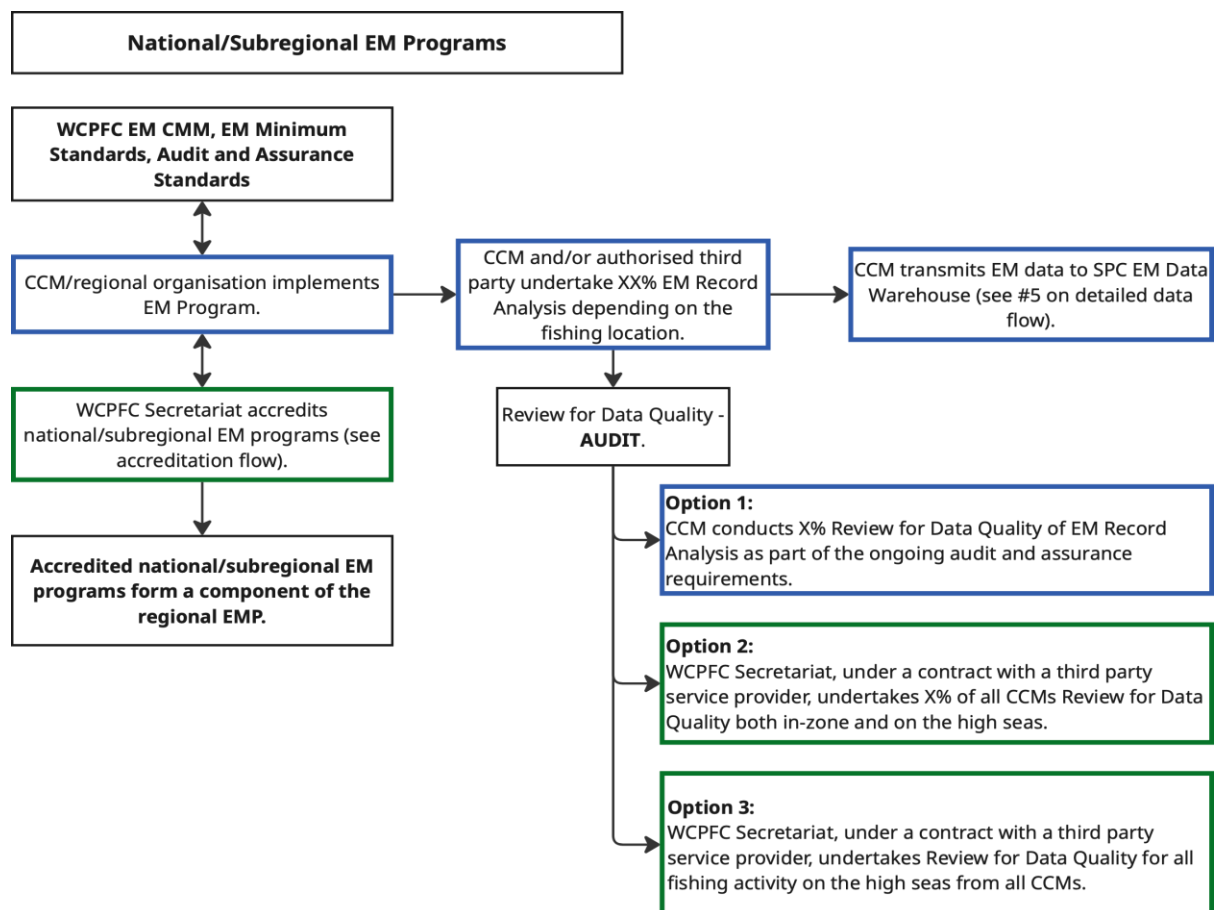 National/Subregional EM Programs
WCPFC EM CMM, EM Minimum
Standards, Audit and Assurance
Standards
CCM/regional organisation implements
EM Program.
CCM and/or authorised third
party undertake XX% EM Record
Analysis depending on the
fishing location.
CCM transmits EM data to SPC EM Data
Warehouse (see #5 on detailed data
flow).
WCPFC Secretariat accredits
national/subregional EM programs (see
accreditation flow).
Review for Data Quality -
AUDIT.
Accredited national/subregional EM
programs form a component of the
regional EMP.
Option 1:
CCM conducts X% Review for Data Quality of EM Record
Analysis as part of the ongoing audit and assurance
requirements.
Option 2:
WCPFC Secretariat, under a contract with a third party
service provider, undertakes X% of all CCMs Review for Data
Quality both in-zone and on the high seas.
Option 3:
WCPFC Secretariat, under a contract with a third party
service provider, undertakes Review for Data Quality for all
fishing activity on the high seas from all CCMs.